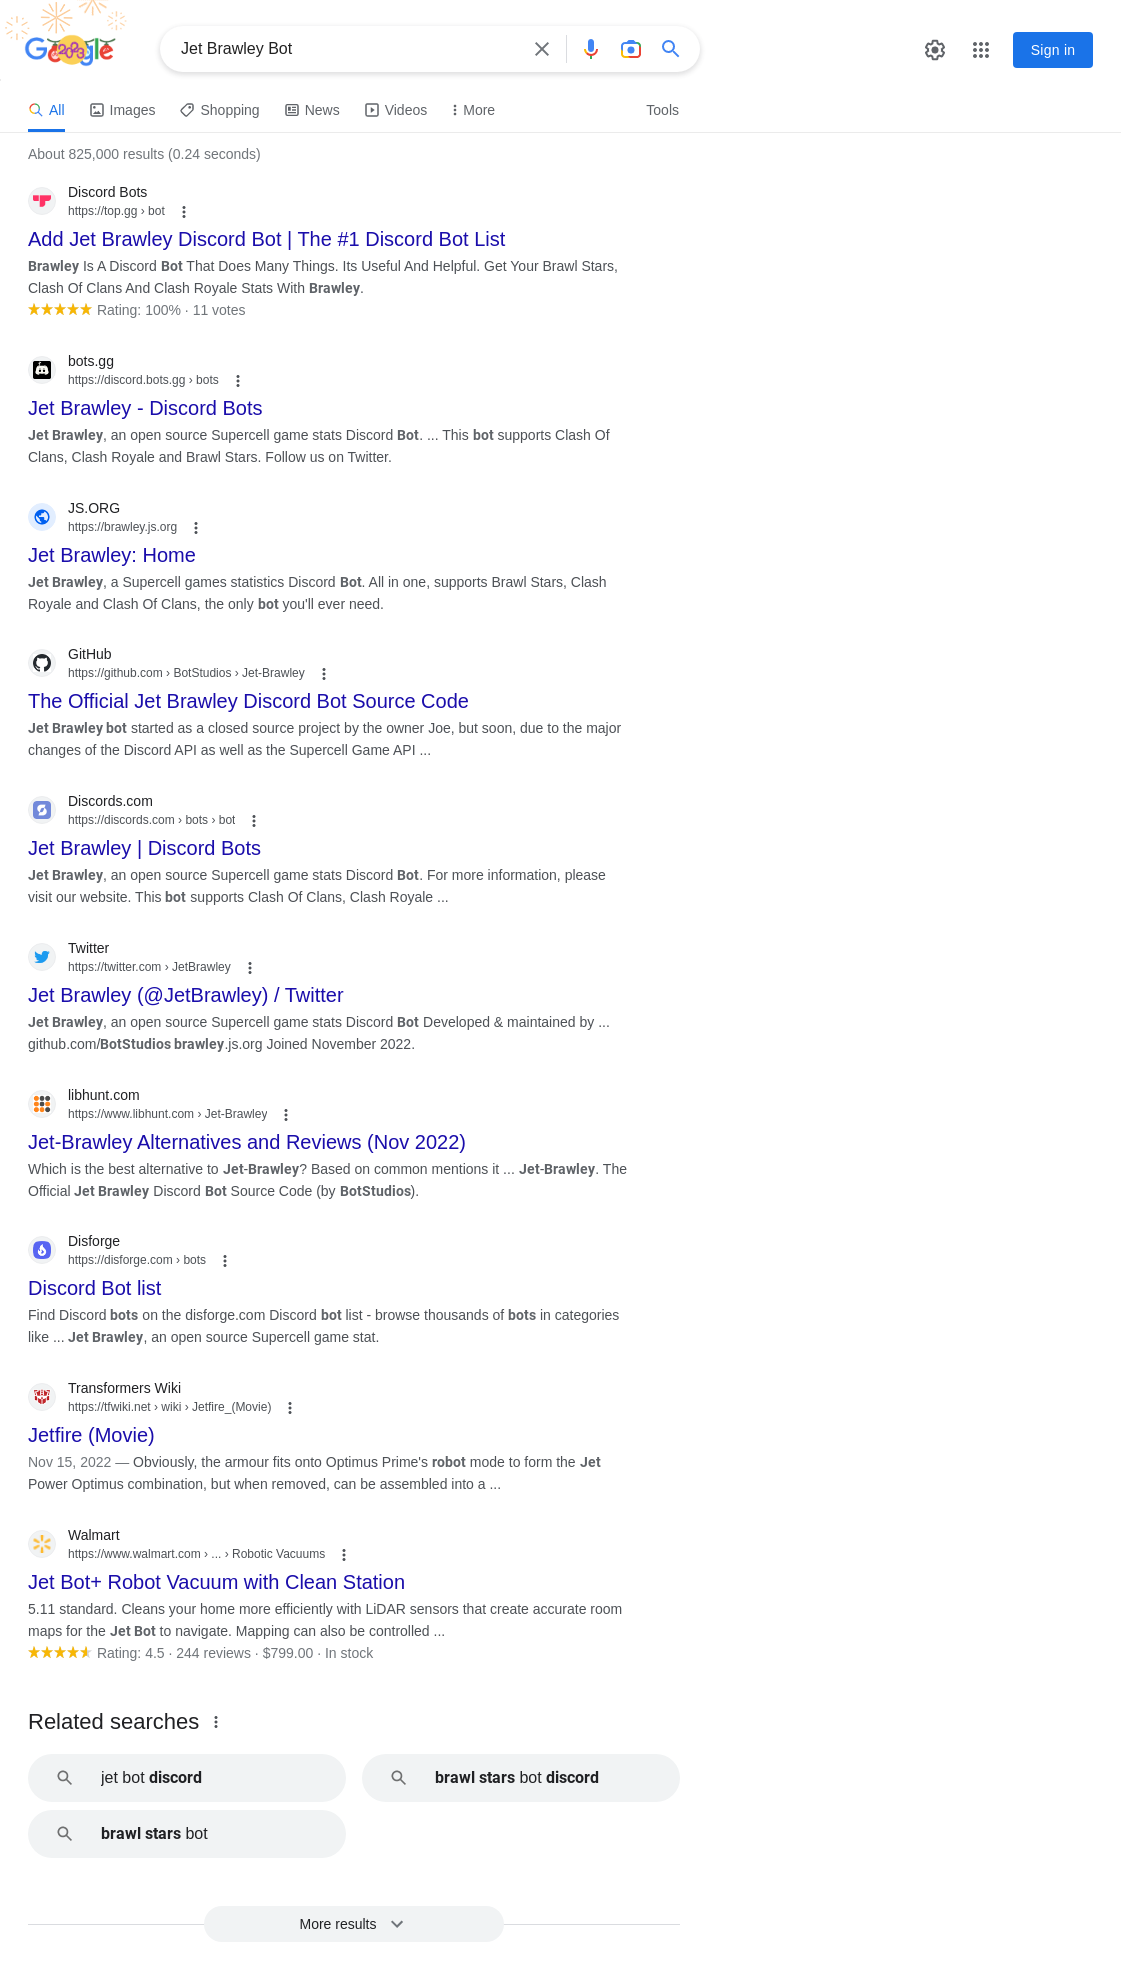 Google
Jet Brawley Bot
Sign in
All
Images
Shopping
News
Videos
More
Tools
About 825,000 results (0.24 seconds)
Discord Bots
https://top.gg › bot
Add Jet Brawley Discord Bot | The #1 Discord Bot List
Brawley Is A Discord Bot That Does Many Things. Its Useful And Helpful. Get Your Brawl Stars,
Clash Of Clans And Clash Royale Stats With Brawley.
Rating: 100% · 11 votes
bots.gg
https://discord.bots.gg › bots
Jet Brawley - Discord Bots
Jet Brawley, an open source Supercell game stats Discord Bot. ... This bot supports Clash Of
Clans, Clash Royale and Brawl Stars. Follow us on Twitter.
JS.ORG
https://brawley.js.org
Jet Brawley: Home
Jet Brawley, a Supercell games statistics Discord Bot. All in one, supports Brawl Stars, Clash
Royale and Clash Of Clans, the only bot you'll ever need.
GitHub
https://github.com › BotStudios › Jet-Brawley
The Official Jet Brawley Discord Bot Source Code
Jet Brawley bot started as a closed source project by the owner Joe, but soon, due to the major
changes of the Discord API as well as the Supercell Game API ...
Discords.com
https://discords.com › bots › bot
Jet Brawley | Discord Bots
Jet Brawley, an open source Supercell game stats Discord Bot. For more information, please
visit our website. This bot supports Clash Of Clans, Clash Royale ...
Twitter
https://twitter.com › JetBrawley
Jet Brawley (@JetBrawley) / Twitter
Jet Brawley, an open source Supercell game stats Discord Bot Developed & maintained by ...
github.com/BotStudios brawley.js.org Joined November 2022.
libhunt.com
https://www.libhunt.com › Jet-Brawley
Jet-Brawley Alternatives and Reviews (Nov 2022)
Which is the best alternative to Jet-Brawley? Based on common mentions it ... Jet-Brawley. The
Official Jet Brawley Discord Bot Source Code (by BotStudios).
Disforge
https://disforge.com › bots
Discord Bot list
Find Discord bots on the disforge.com Discord bot list - browse thousands of bots in categories
like ... Jet Brawley, an open source Supercell game stat.
Transformers Wiki
https://tfwiki.net › wiki › Jetfire_(Movie)
Jetfire (Movie)
Nov 15, 2022 — Obviously, the armour fits onto Optimus Prime's robot mode to form the Jet
Power Optimus combination, but when removed, can be assembled into a ...
Walmart
https://www.walmart.com › ... › Robotic Vacuums
Jet Bot+ Robot Vacuum with Clean Station
5.11 standard. Cleans your home more efficiently with LiDAR sensors that create accurate room
maps for the Jet Bot to navigate. Mapping can also be controlled ...
Rating: 4.5 · 244 reviews · $799.00 · In stock
Related searches
jet bot discord
brawl stars bot discord
brawl stars bot
More results